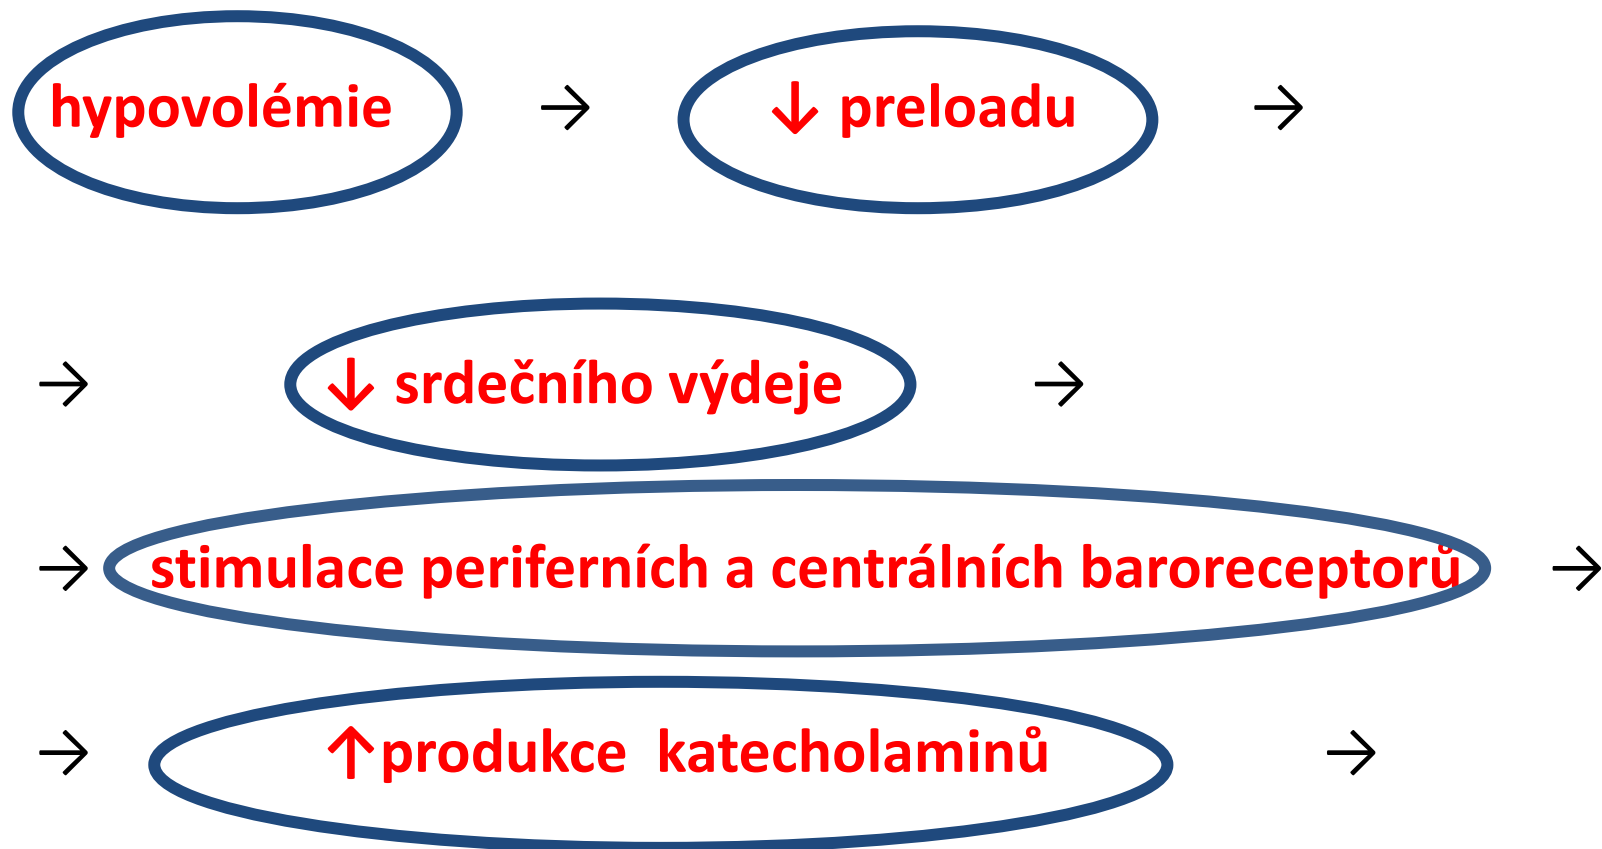 hypovolémie → ↓ preloadu →
→ ↓ srdečního výdeje →
→ stimulace periferních a centrálních baroreceptorů →
→ ↑produkce katecholaminů →